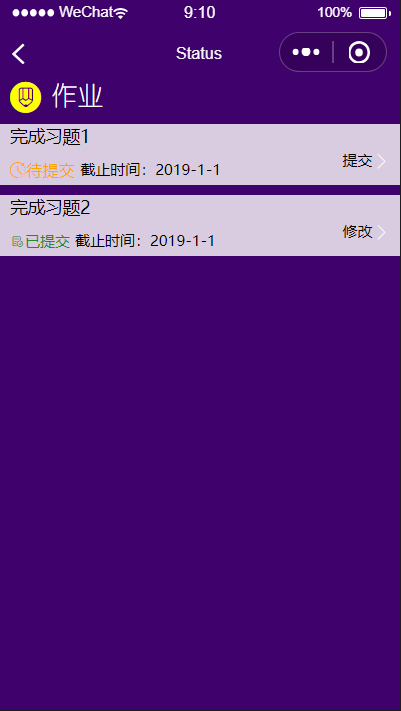 WeChat 9:10 100%
Status
作业
完成习题1
待提交 截止时间：2019-1-1 提交
完成习题2
已提交 截止时间：2019-1-1 修改